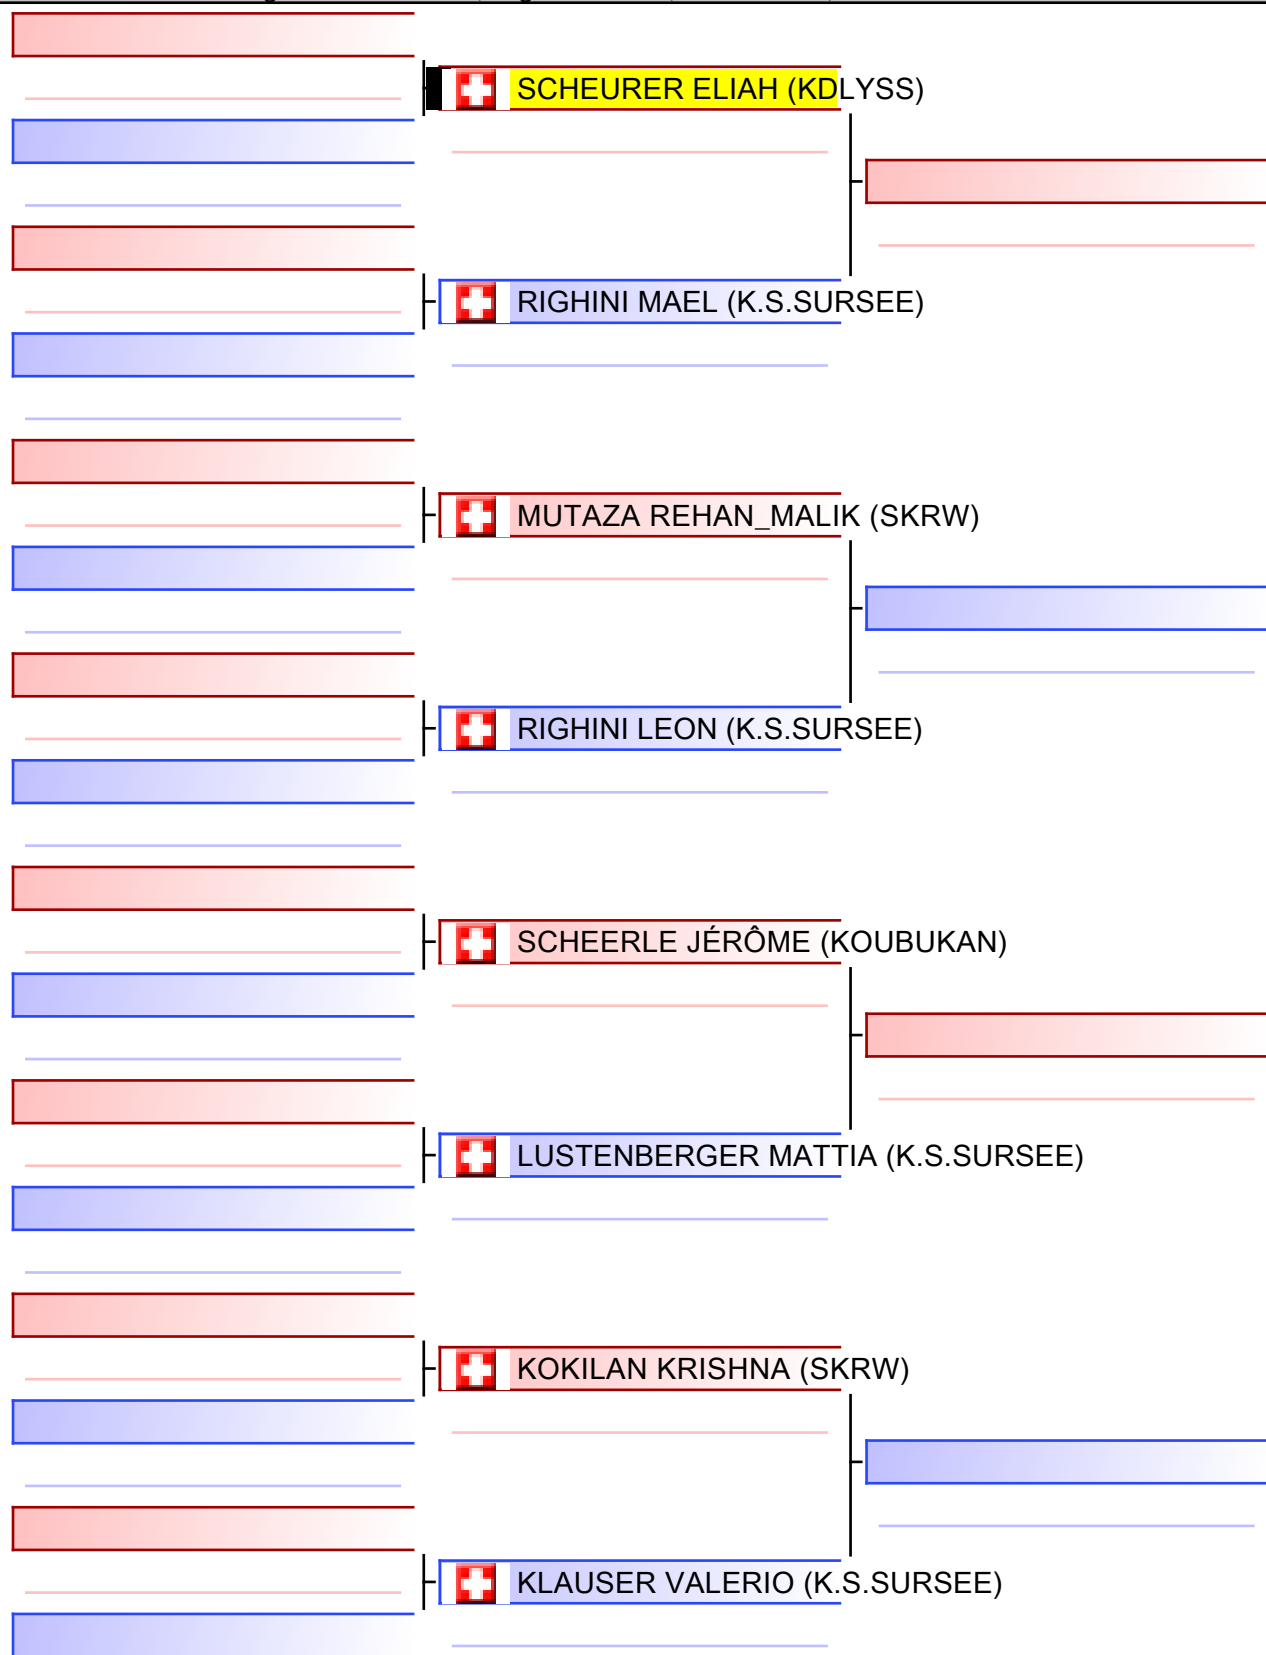 SCHEURER ELIAH (KDLYSS)
RIGHINI MAEL (K.S.SURSEE)
MUTAZA REHAN_MALIK (SKRW)
RIGHINI LEON (K.S.SURSEE)
SCHEERLE JÉRÔME (KOUBUKAN)
LUSTENBERGER MATTIA (K.S.SURSEE)
KOKILAN KRISHNA (SKRW)
KLAUSER VALERIO (K.S.SURSEE)